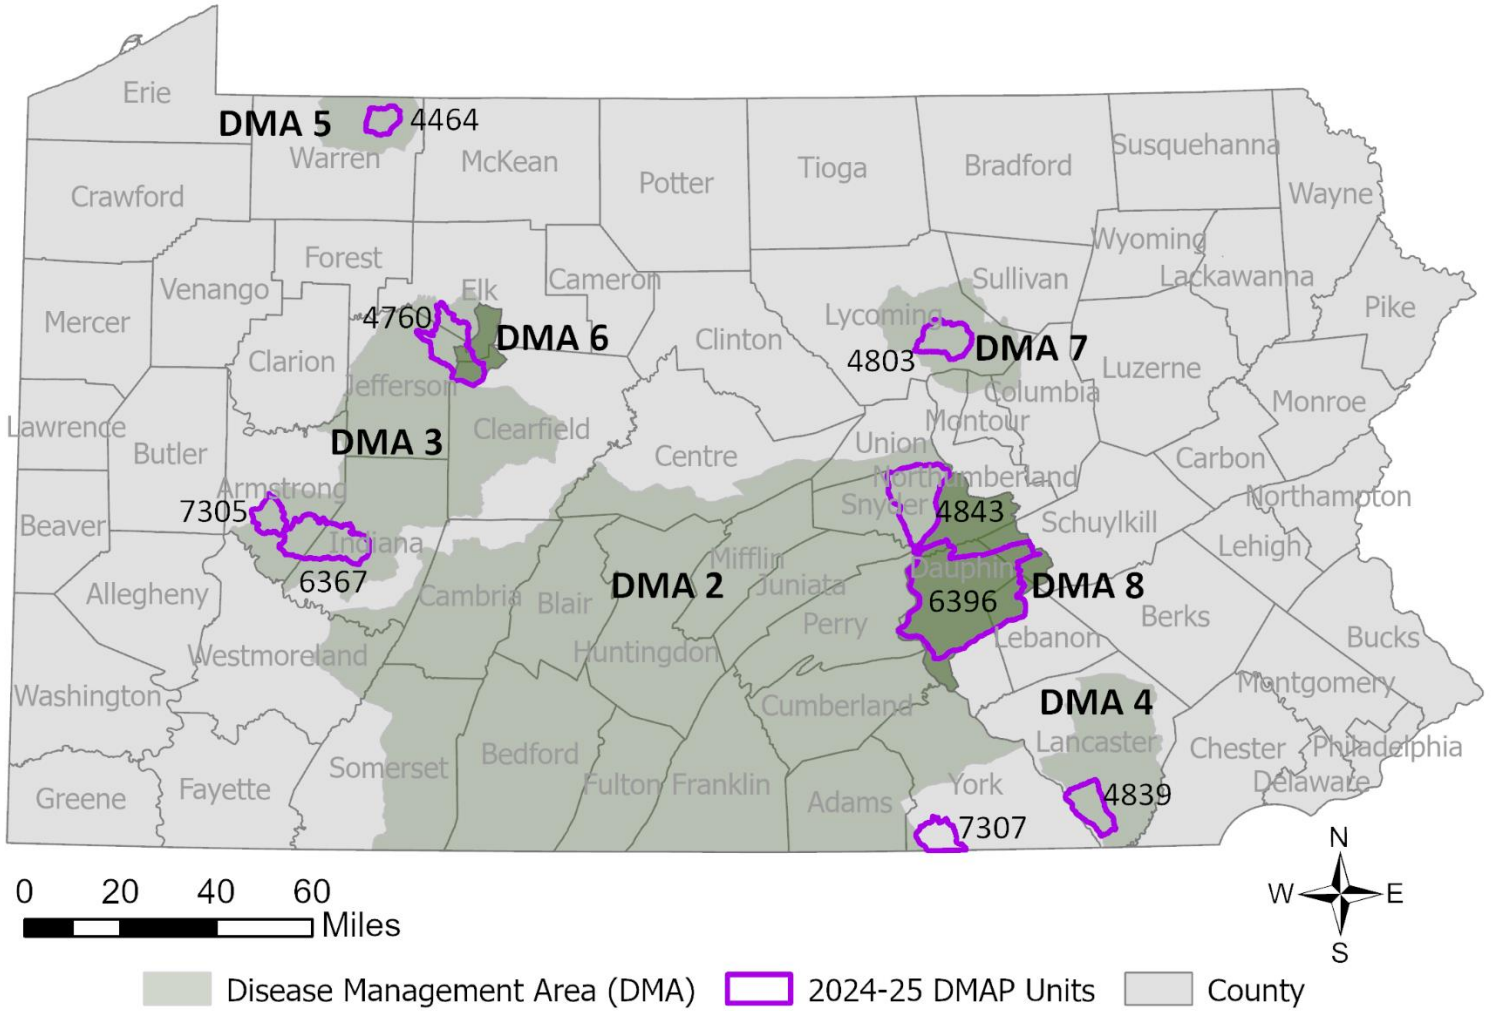 Erie
DMA 5
4464
Warren
McKean
Potter
Tioga
Bradford
Susquehanna
Wayne
Crawford
Forest
Wyoming
Lackawanna
Sullivan
Venango
Elk
Cameron
Pike
Mercer
4760
DMA 6
Clinton
Lycoming
4803
DMA 7
Luzerne
Clarion
Jefferson
Columbia
Monroe
Lawrence
Butler
DMA 3
Clearfield
Centre
Union
Montour
Carbon
Armstrong
Northumberland
Northampton
7305
Beaver
Snyder
4843
Schuylkill
Indiana
Lehigh
6367
Mifflin
Dauphin
Allegheny
Cambria
Blair
DMA 2
Juniata
6396
DMA 8
Berks
Perry
Lebanon
Bucks
Westmoreland
Huntingdon
Washington
Montgomery
DMA 4
Cumberland
Lancaster
Chester
Philadelphia
Somerset
Bedford
Delaware
Greene
Fayette
Fulton
Franklin
Adams
York
4839
7307
N
W
E
S
0 20 40 60
Miles
Disease Management Area (DMA)
2024-25 DMAP Units
County